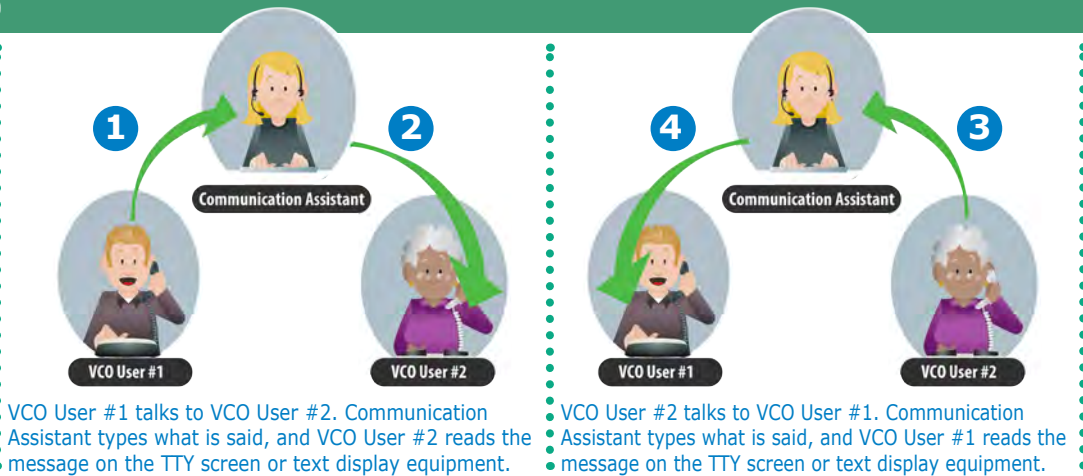 1
2
Communication Assistant
VCO User #1
VCO User #2
VCO User #1 talks to VCO User #2. Communication
Assistant types what is said, and VCO User #2 reads the
message on the TTY screen or text display equipment.
4
3
Communication Assistant
VCO User #1
VCO User #2
VCO User #2 talks to VCO User #1. Communication
Assistant types what is said, and VCO User #1 reads the
message on the TTY screen or text display equipment.